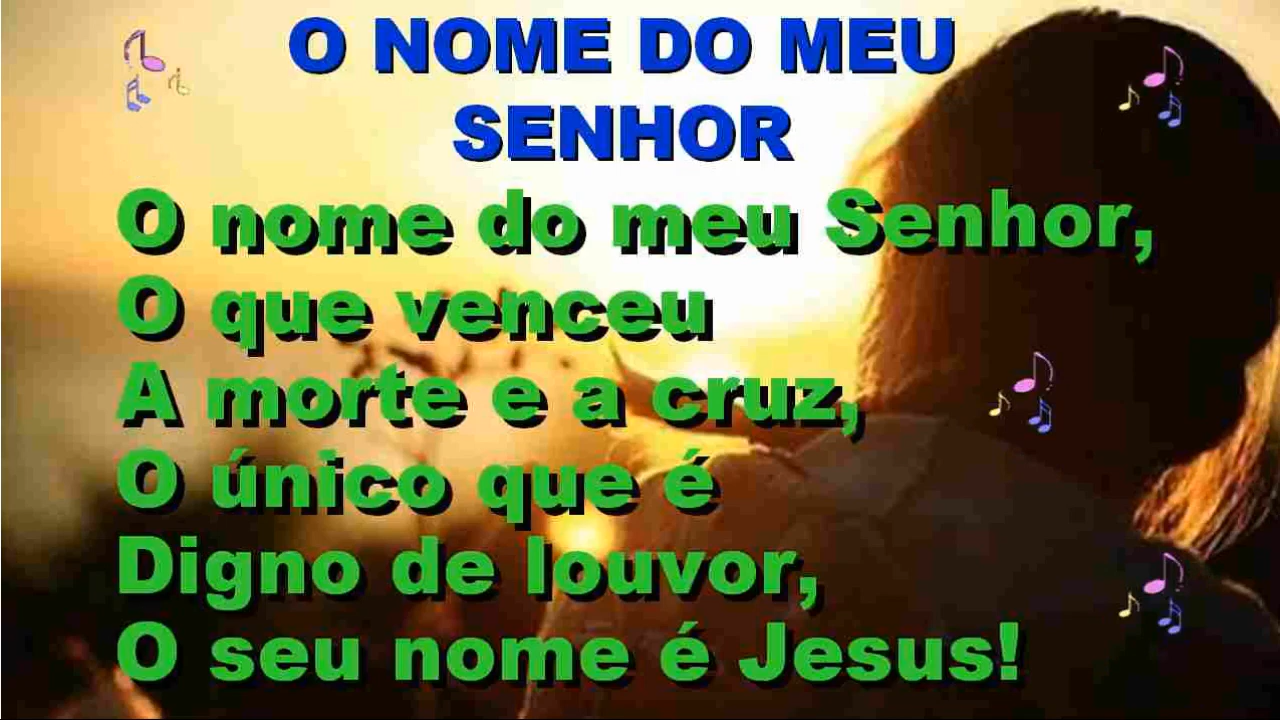 O NOME DO MEU
SENHOR
O nome do meu Senhor,
O que venceu
A morte e a cruz,
O único que é
Digno de louvor,
O seu nome é Jesus!